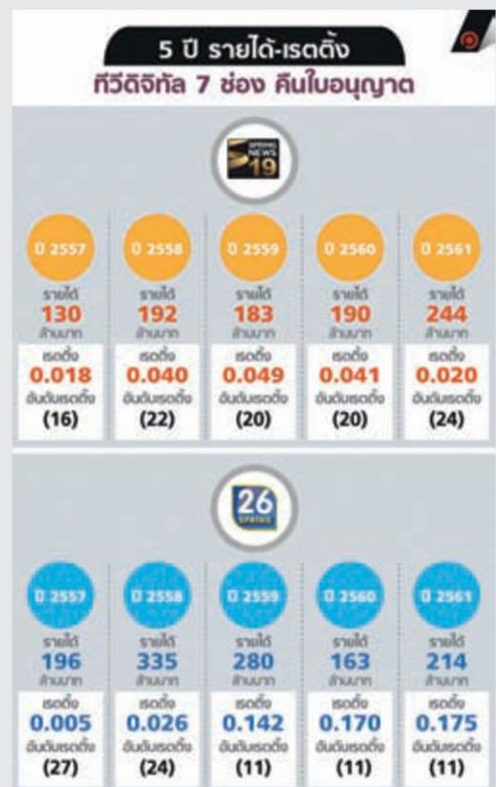 5 ปี รายได้-เรตติ้ง
ทีวีดิจิทัล 7 ช่อง คืนใบอนุญาต
SPRING
NEWS
19
ปี 2557 ปี 2558 ปี 2559 ปี 2560 ปี 2561
รายได้ รายได้ รายได้ รายได้ รายได้
130 192 183 190 244
ล้านบาท ล้านบาท ล้านบาท ล้านบาท ล้านบาท
เรตติ้ง เรตติ้ง เรตติ้ง เรตติ้ง เรตติ้ง
0.018 0.040 0.049 0.041 0.020
อันดับเรตติ้ง อันดับเรตติ้ง อันดับเรตติ้ง อันดับเรตติ้ง อันดับเรตติ้ง
(16) (22) (20) (20) (24)
26
SPRING
ปี 2557 ปี 2558 ปี 2559 ปี 2560 ปี 2561
รายได้ รายได้ รายได้ รายได้ รายได้
196 335 280 163 214
ล้านบาท ล้านบาท ล้านบาท ล้านบาท ล้านบาท
เรตติ้ง เรตติ้ง เรตติ้ง เรตติ้ง เรตติ้ง
0.005 0.026 0.142 0.170 0.175
อันดับเรตติ้ง อันดับเรตติ้ง อันดับเรตติ้ง อันดับเรตติ้ง อันดับเรตติ้ง
(27) (24) (11) (11) (11)